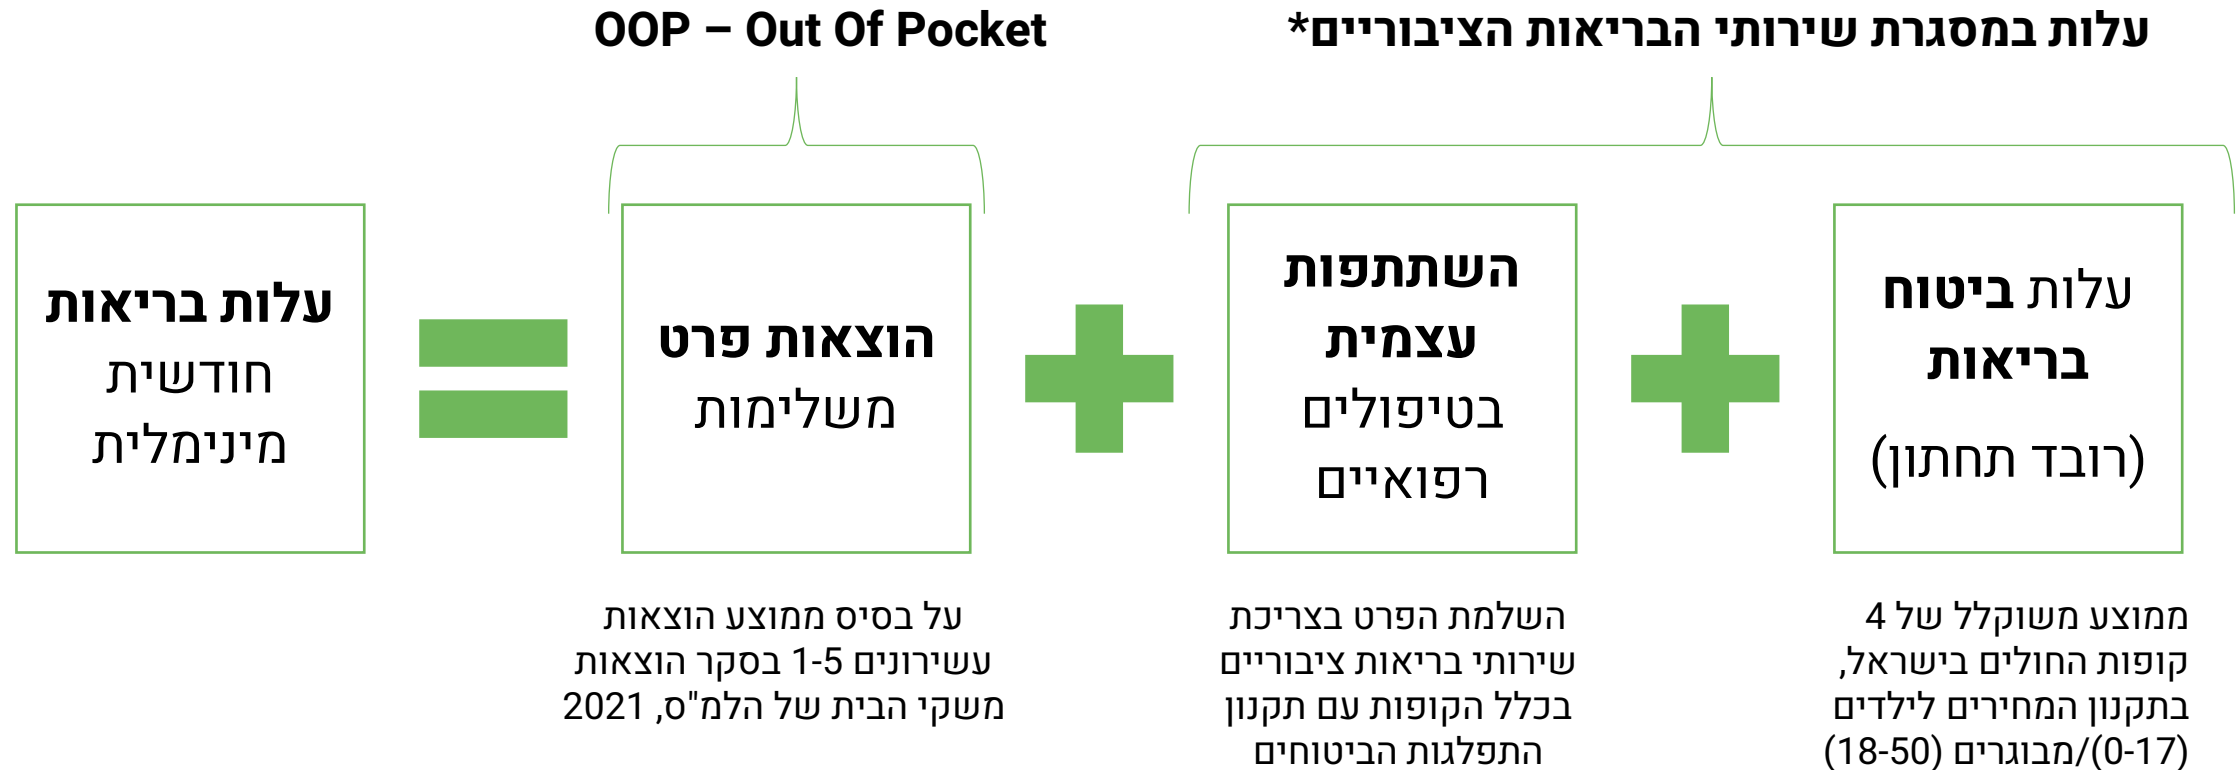 עלות במסגרת שירותי הבריאות הציבוריים*
OOP – Out Of Pocket
עלות ביטוח
בריאות
(רובד תחתון)
השתתפות
עצמית
בטיפולים
רפואיים
הוצאות פרט
משלימות
עלות בריאות
חודשית
מינימלית
ממוצע משוקלל של 4
קופות החולים בישראל,
בתקנון המחירים לילדים
(0-17)/מבוגרים (18-50)
השלמת הפרט בצריכת
שירותי בריאות ציבוריים
בכלל הקופות עם תקנון
התפלגות הביטוחים
על בסיס ממוצע הוצאות
עשירונים 1-5 בסקר הוצאות
משקי הבית של הלמ"ס, 2021